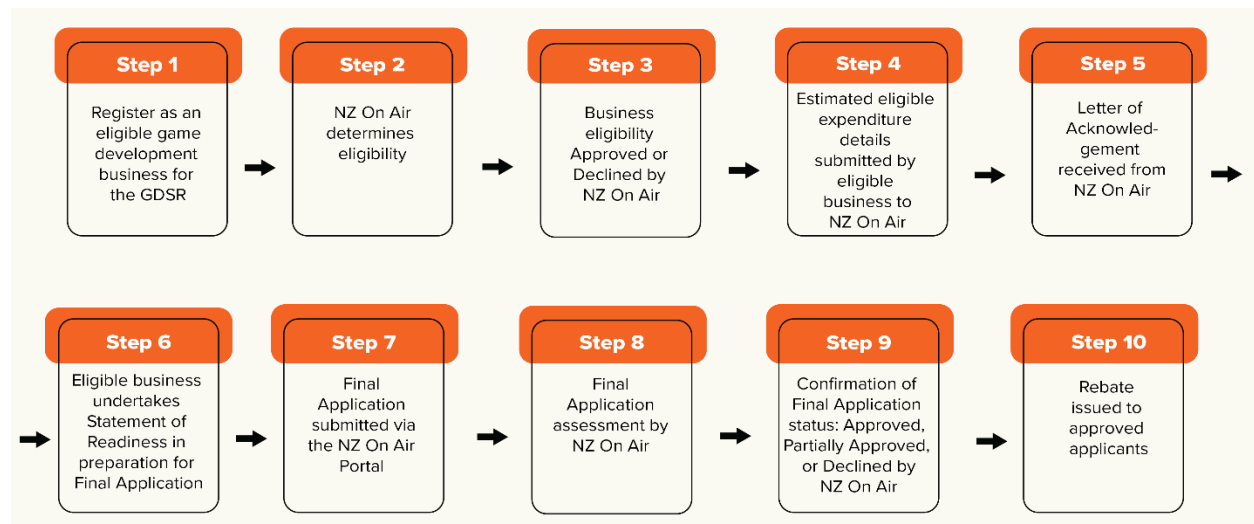 Step 1
Register as an
eligible game
development
business for
the GDSR
Step 2
NZ On Air
determines
eligibility
Step 3
Business
eligibility
Approved or
Declined by
NZ On Air
Step 4
Estimated eligible
expenditure
details
submitted by
eligible
business to
NZ On Air
Step 5
Letter of
Acknowled-
gement
received from
NZ On Air
Step 6
Eligible business
undertakes
Statement of
Readiness in
preparation for
Final Application
Step 7
Final
Application
submitted via
the NZ On Air
Portal
Step 8
Final
Application
assessment by
NZ On Air
Step 9
Confirmation of
Final Application
status: Approved,
Partially Approved,
or Declined by
NZ On Air
Step 10
Rebate
issued to
approved
applicants